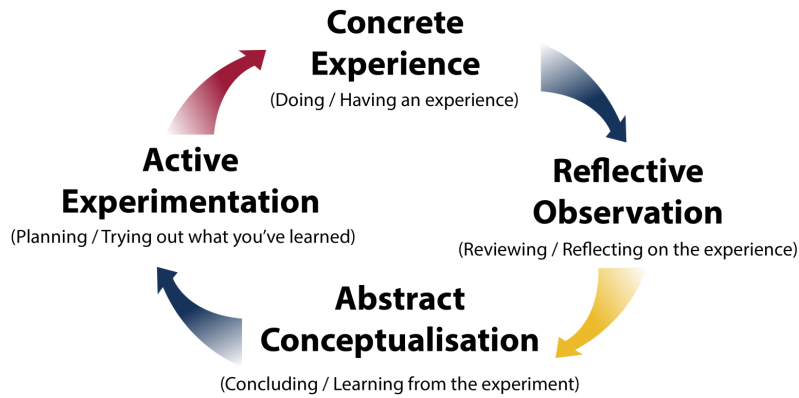 Concrete
Experience
(Doing / Having an experience)
Reflective
Observation
(Reviewing / Reflecting on the experience)
Abstract
Conceptualisation
(Concluding / Learning from the experiment)
Active
Experimentation
(Planning / Trying out what you’ve learned)